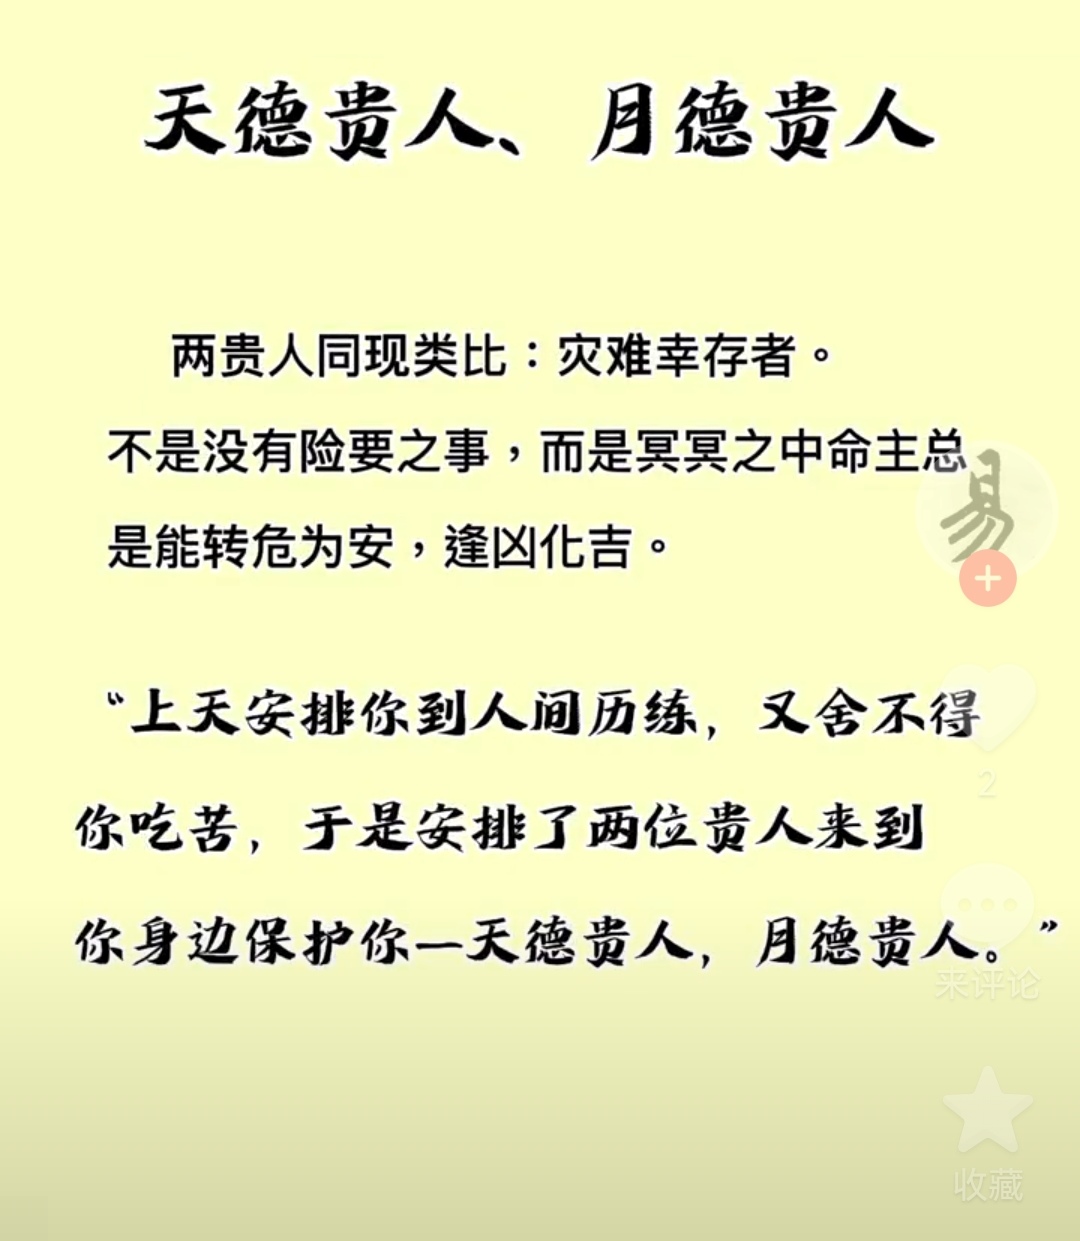 天德贵人、月德贵人
两贵人同现类比：灾难幸存者。
不是没有险要之事，而是冥冥之中命主总
是能转危为安，逢凶化吉。
易
“上天安排你到人间历练，又舍不得
2
你吃苦，于是安排了两位贵人来到
你身边保护你—天德贵人，月德贵人。”
来评论
收藏